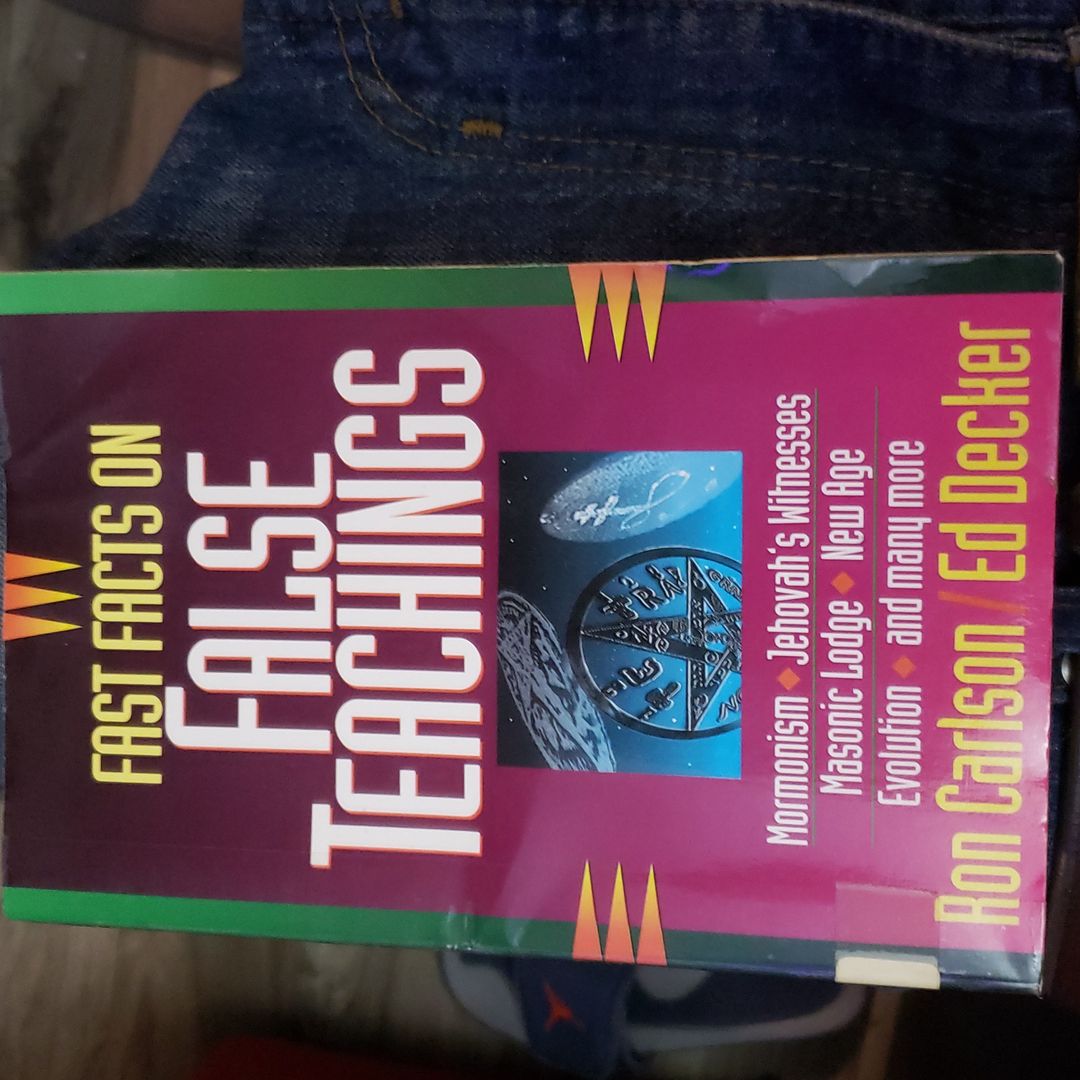 FAST FACTS ON
FALSE
TEACHINGS
Mormonism ◆ Jehovah's Witnesses
Masonic Lodge ◆ New Age
Evolution ◆ and many more
Ron Carlson // Ed Decker